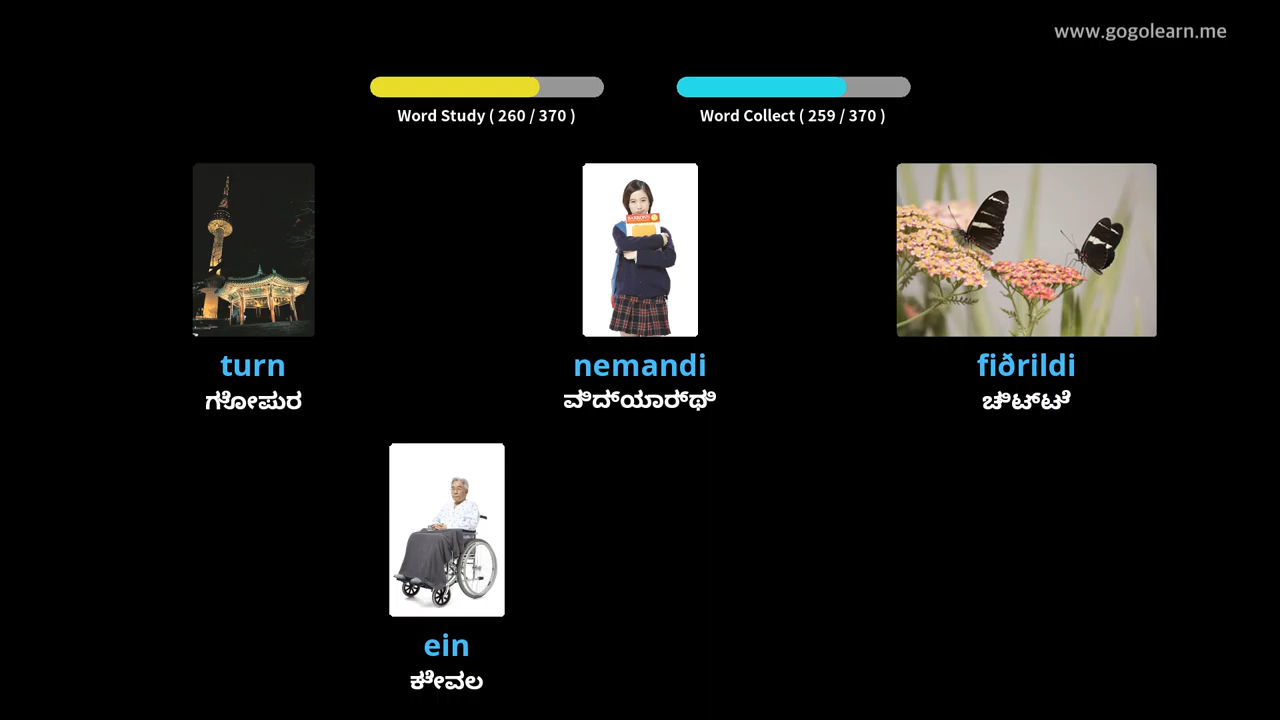 www.gogolearn.me
Word Study ( 260 / 370 )
Word Collect ( 259 / 370 )
turn
ಗೋಪುರ
nemandi
ವಿದ್ಯಾರ್ಥಿ
fiðrildi
ಚಿಟ್ಟೆ
ein
ಕೇವಲ